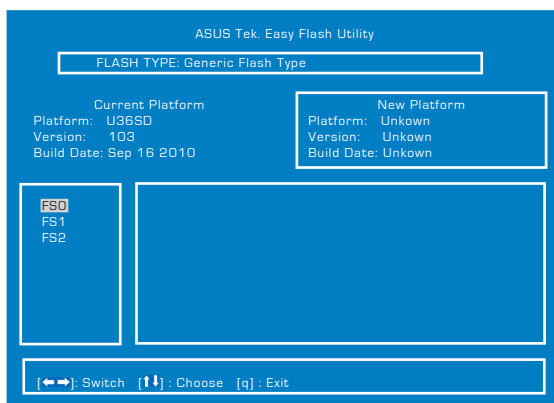 ASUS Tek. Easy Flash Utility
FLASH TYPE: Generic Flash Type
Current Platform
Platform: U36SD
Version: 103
Build Date: Sep 16 2010
New Platform
Platform: Unkown
Version: Unkown
Build Date: Unkown
FS0
FS1
FS2
[⬅➡]: Switch [⬆⬇] : Choose [q] : Exit